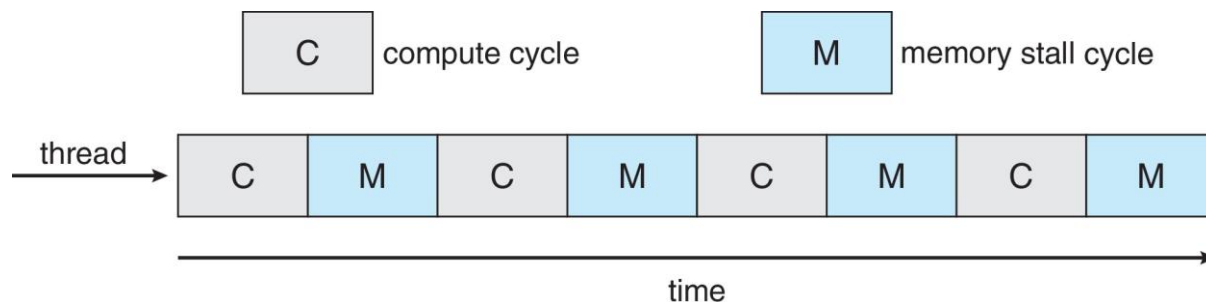 C compute cycle M memory stall cycle
thread
C M C M C M C M
time